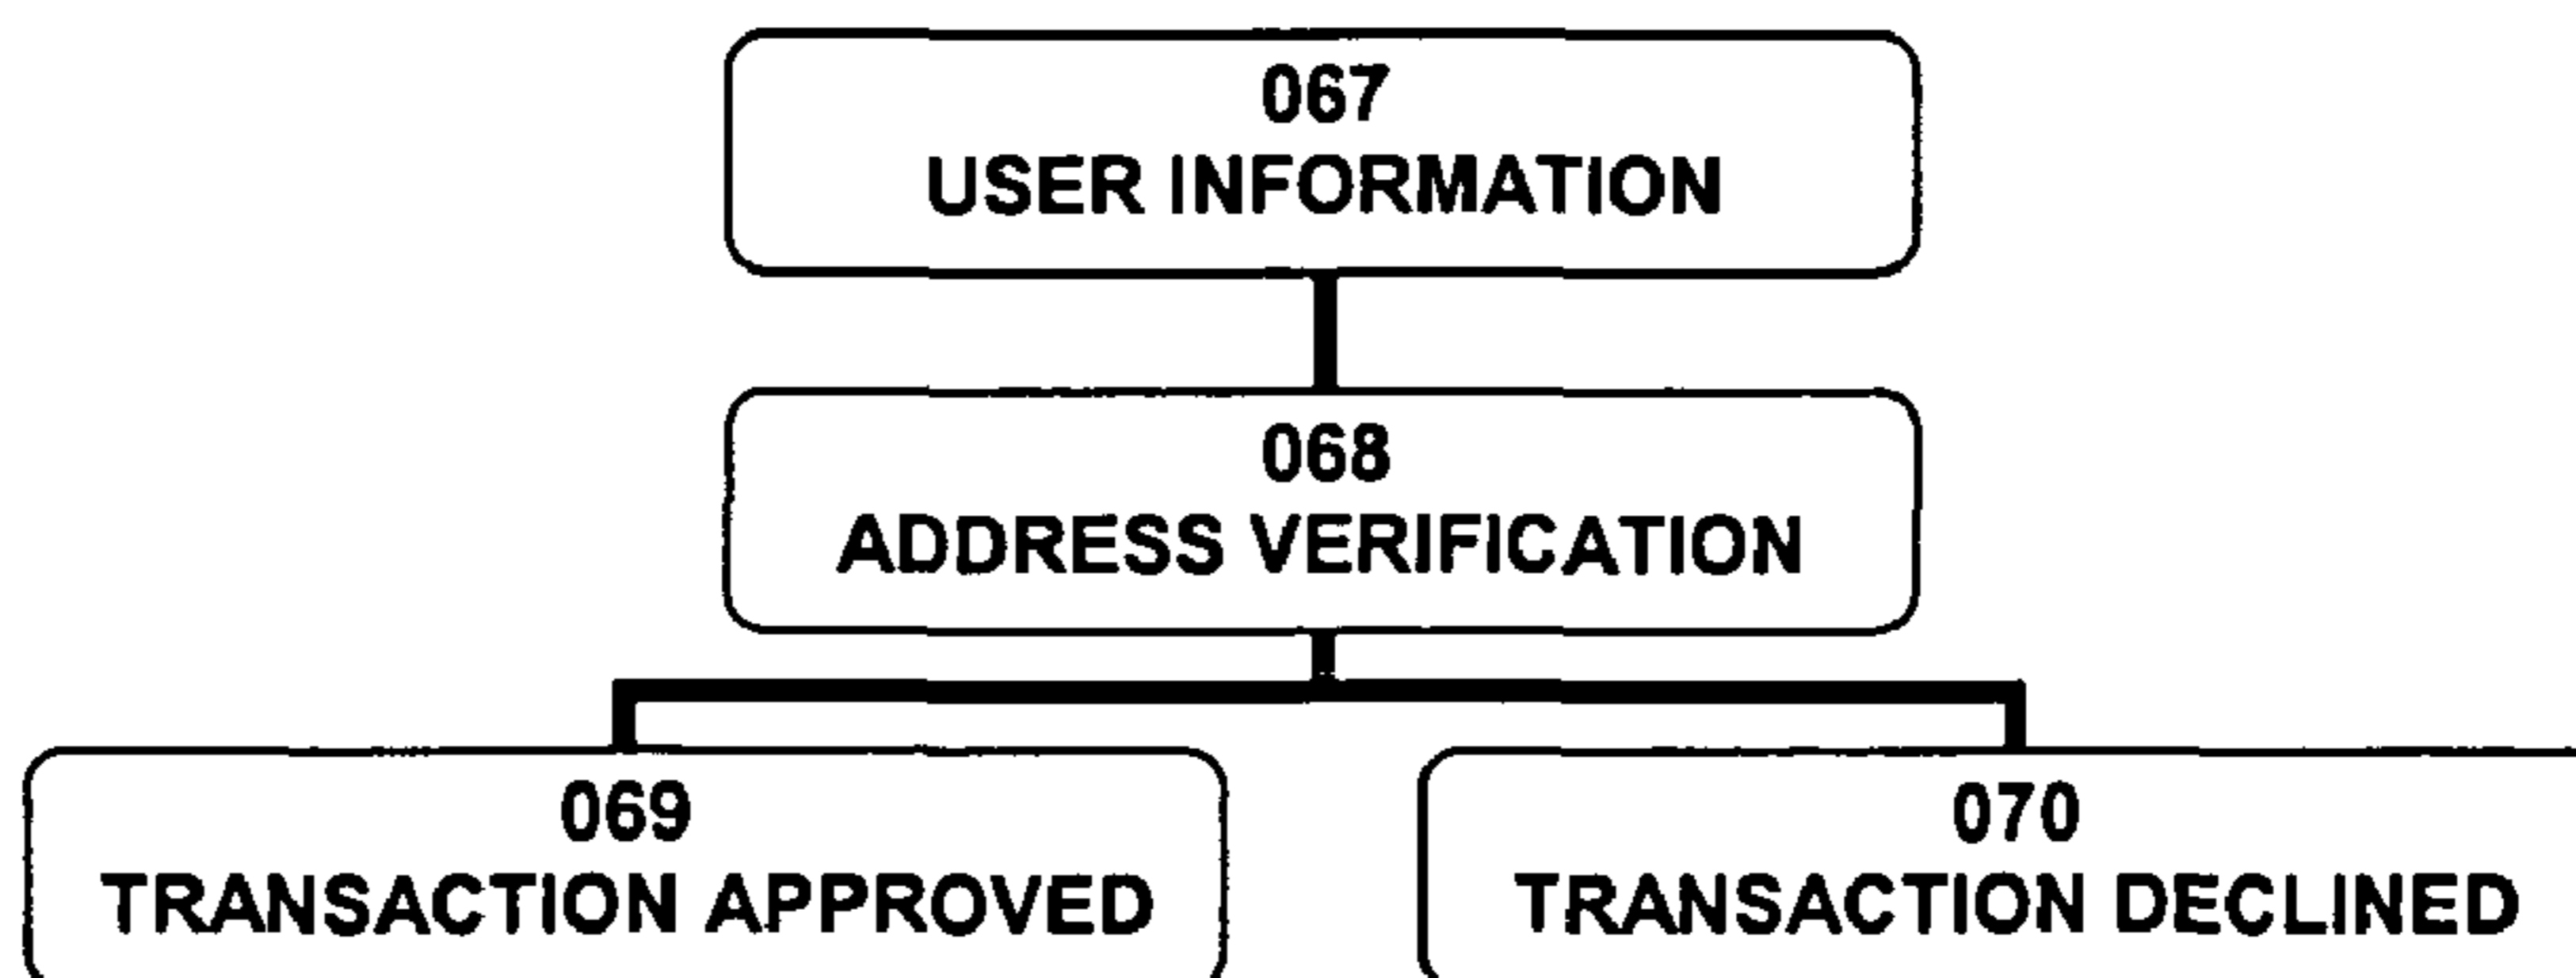 067
USER INFORMATION
068
ADDRESS VERIFICATION
069
TRANSACTION APPROVED
070
TRANSACTION DECLINED